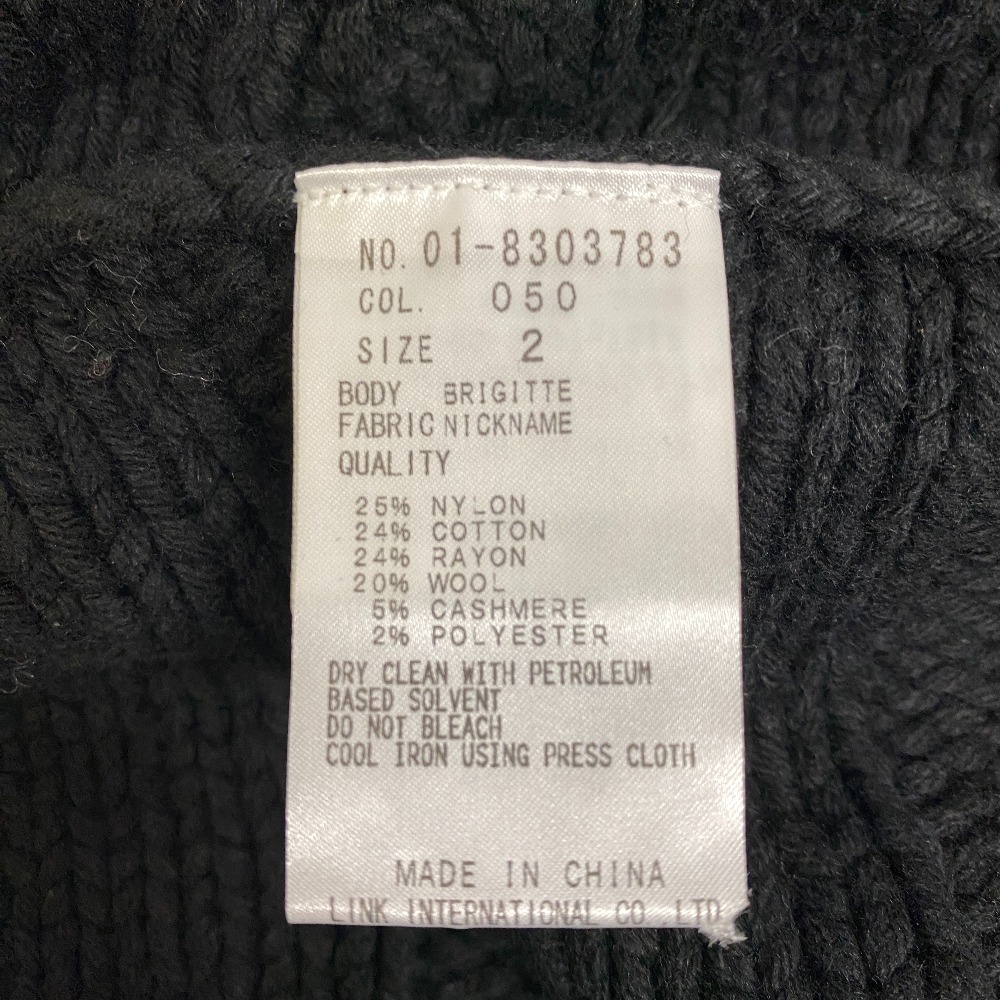 NO. 01-8303783
COL. 050
SIZE 2
BODY BRIGITTE
FABRIC NICKNAME
QUALITY
25% NYLON
24% COTTON
24% RAYON
20% WOOL
5% CASHMERE
2% POLYESTER
DRY CLEAN WITH PETROLEUM
BASED SOLVENT
DO NOT BLEACH
COOL IRON USING PRESS CLOTH
MADE IN CHINA
LINK INTERNATIONAL CO LTD